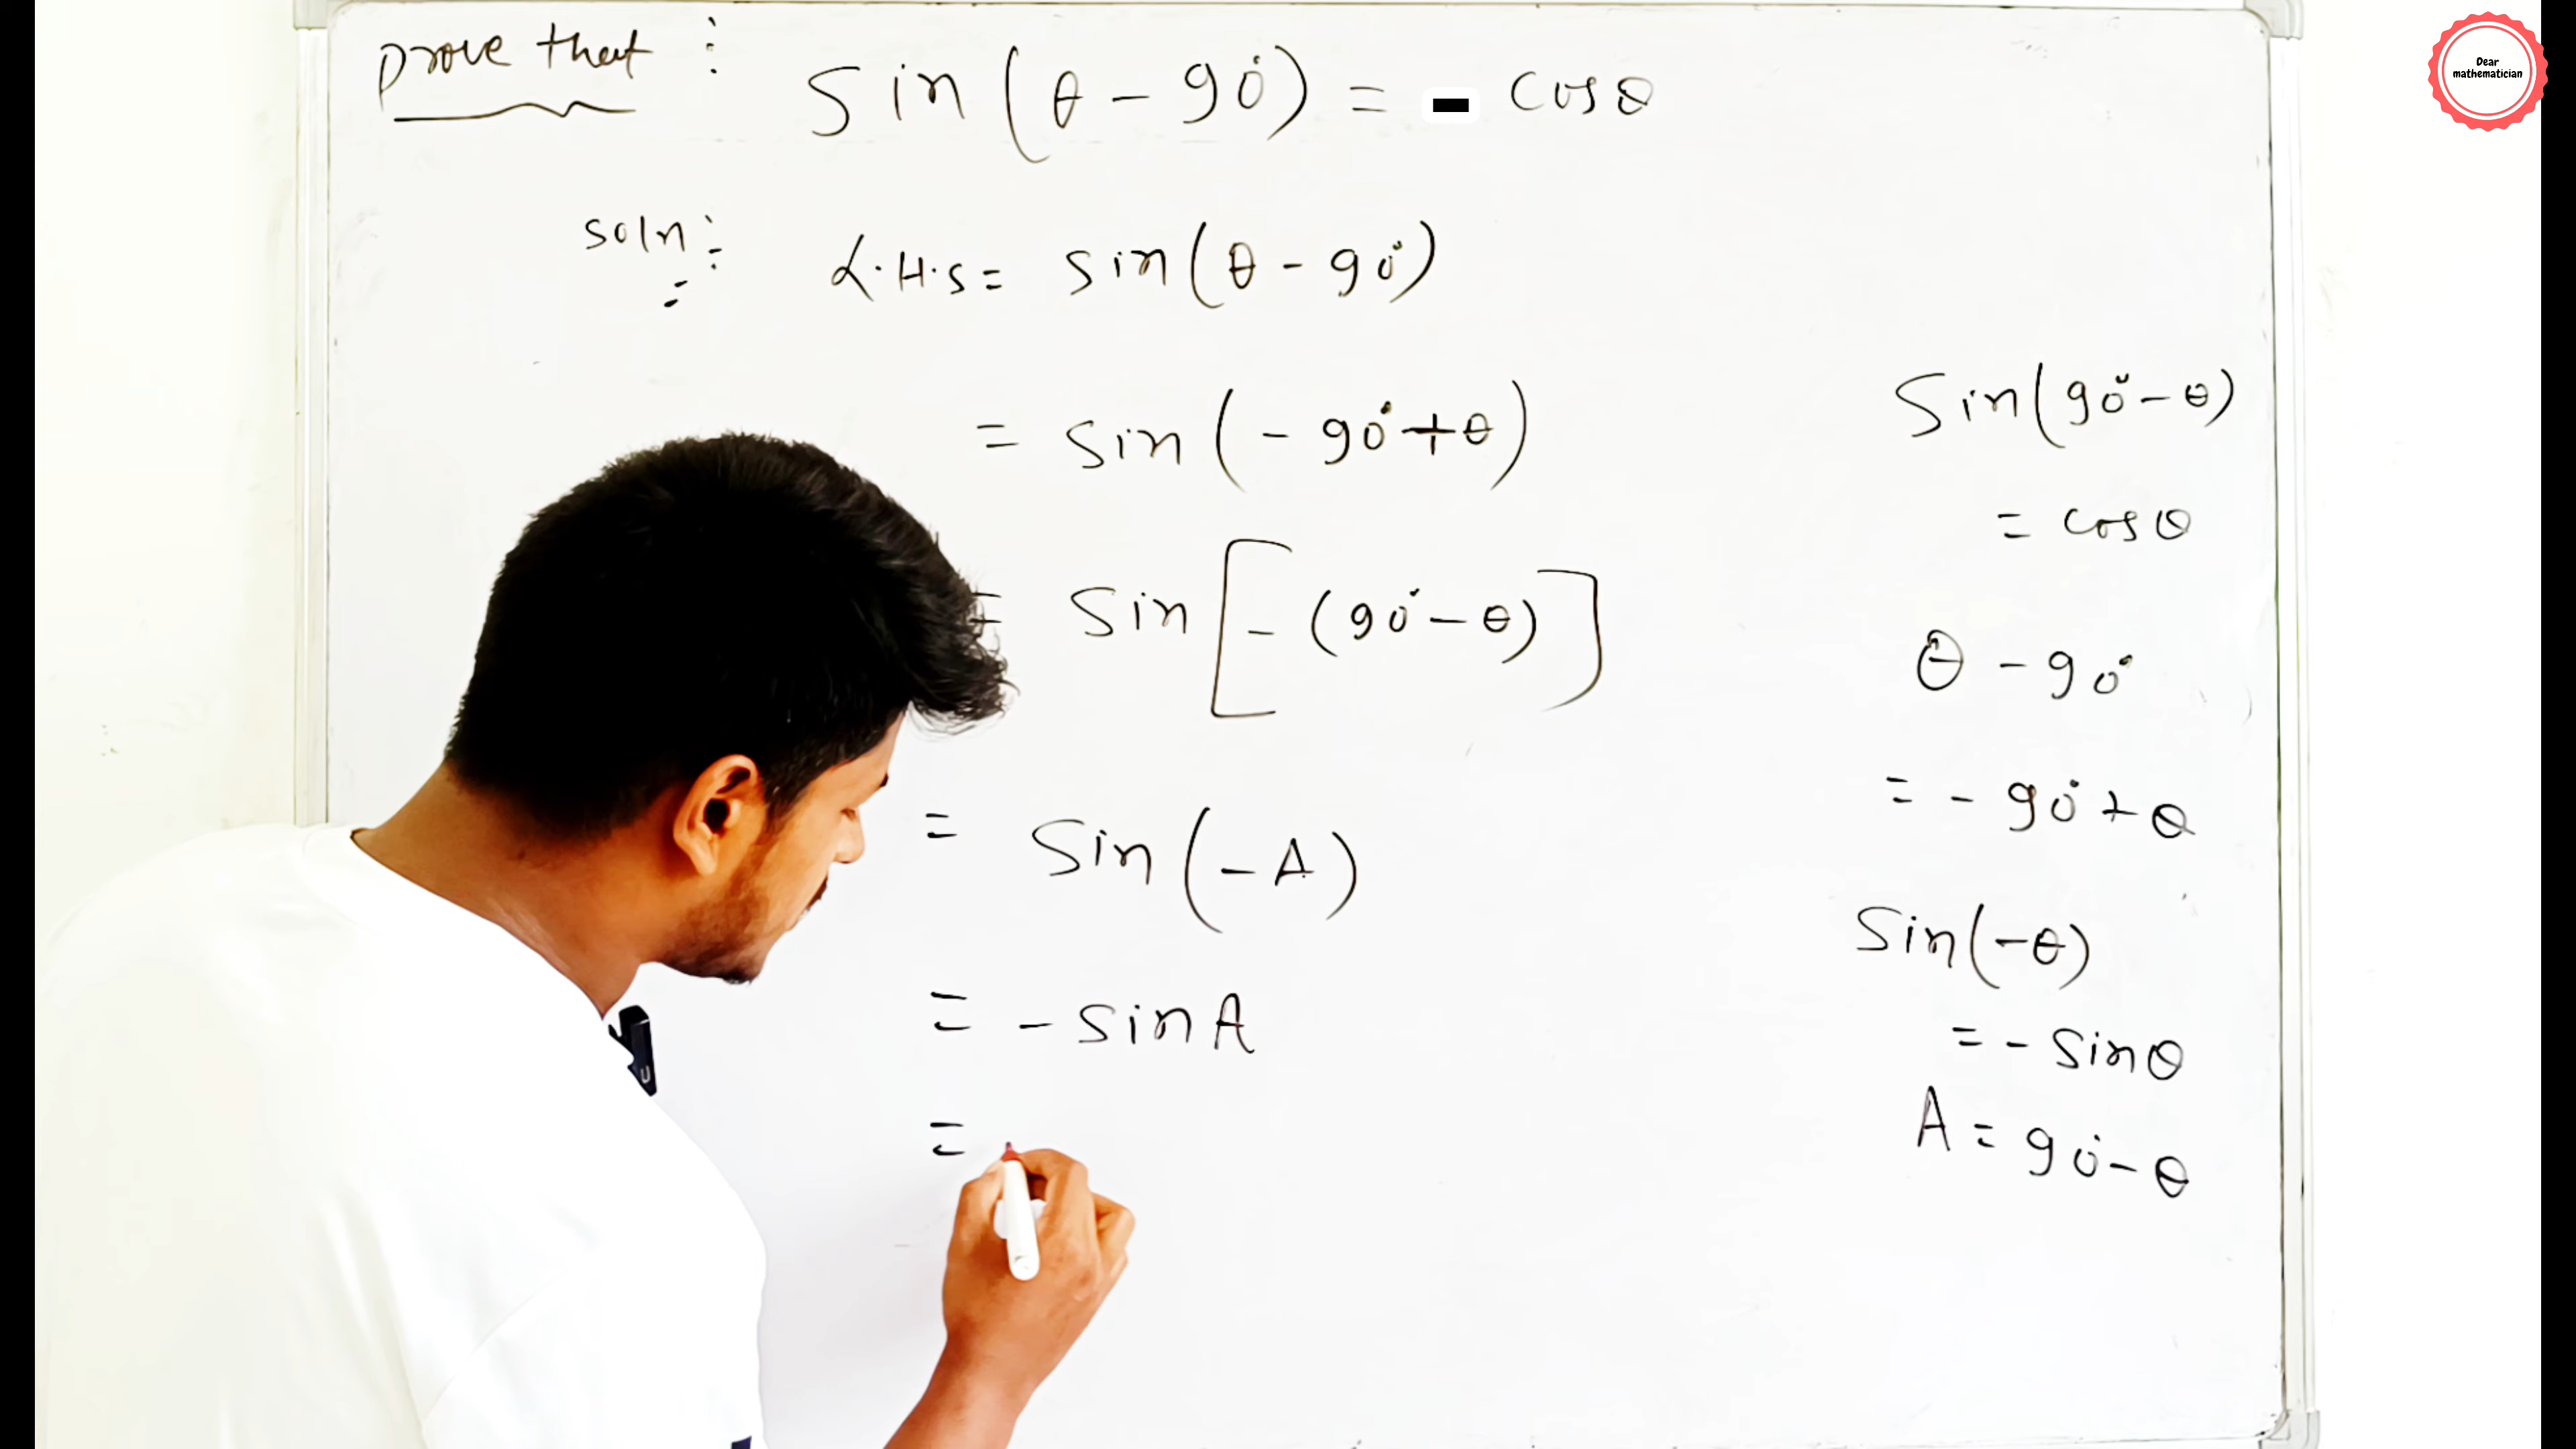 prove that : Sin(θ - 90°) = - cosθ
Soln: L.H.S = sin(θ - 90°)
= Sin(- 90° + θ)
= Sin[- (90° - θ)]
= Sin(-A)
= - sinA
=
Sin(90° - θ)
= cosθ
θ - 90°
= - 90° + θ
Sin(-θ)
= - Sinθ
A = 90° - θ
Dear
mathematician